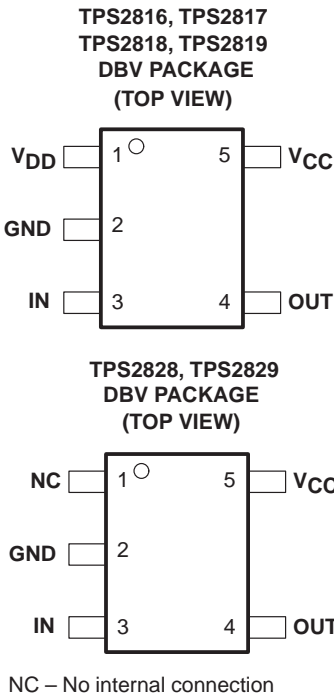 TPS2816, TPS2817
TPS2818, TPS2819
DBV PACKAGE
(TOP VIEW)
VDD 1 5 VCC
GND 2
IN 3 4 OUT
TPS2828, TPS2829
DBV PACKAGE
(TOP VIEW)
NC 1 5 VCC
GND 2
IN 3 4 OUT
NC – No internal connection